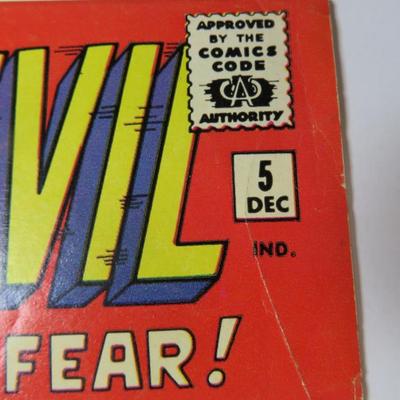 APPROVED
BY THE
COMICS
CODE
CA
AUTHORITY
VIL
5
DEC
IND.
FEAR!